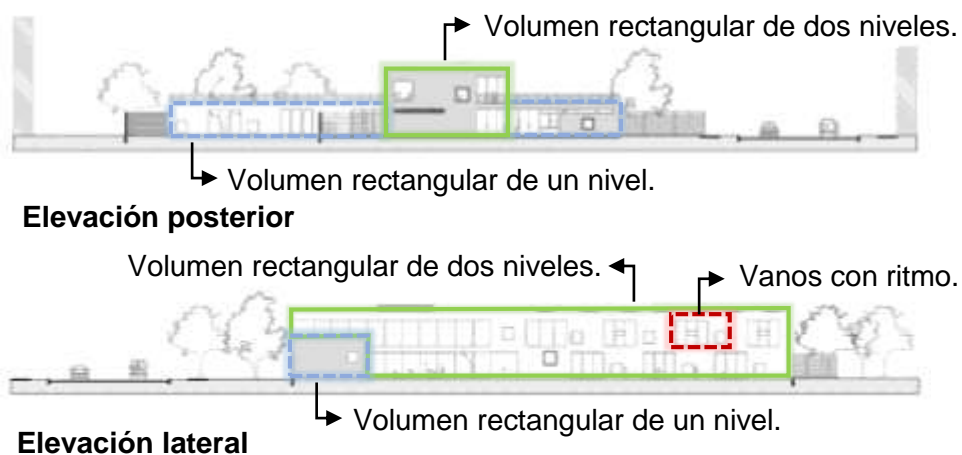 Volumen rectangular de dos niveles.
Volumen rectangular de un nivel.
Elevación posterior
Volumen rectangular de dos niveles.
Vanos con ritmo.
Volumen rectangular de un nivel.
Elevación lateral